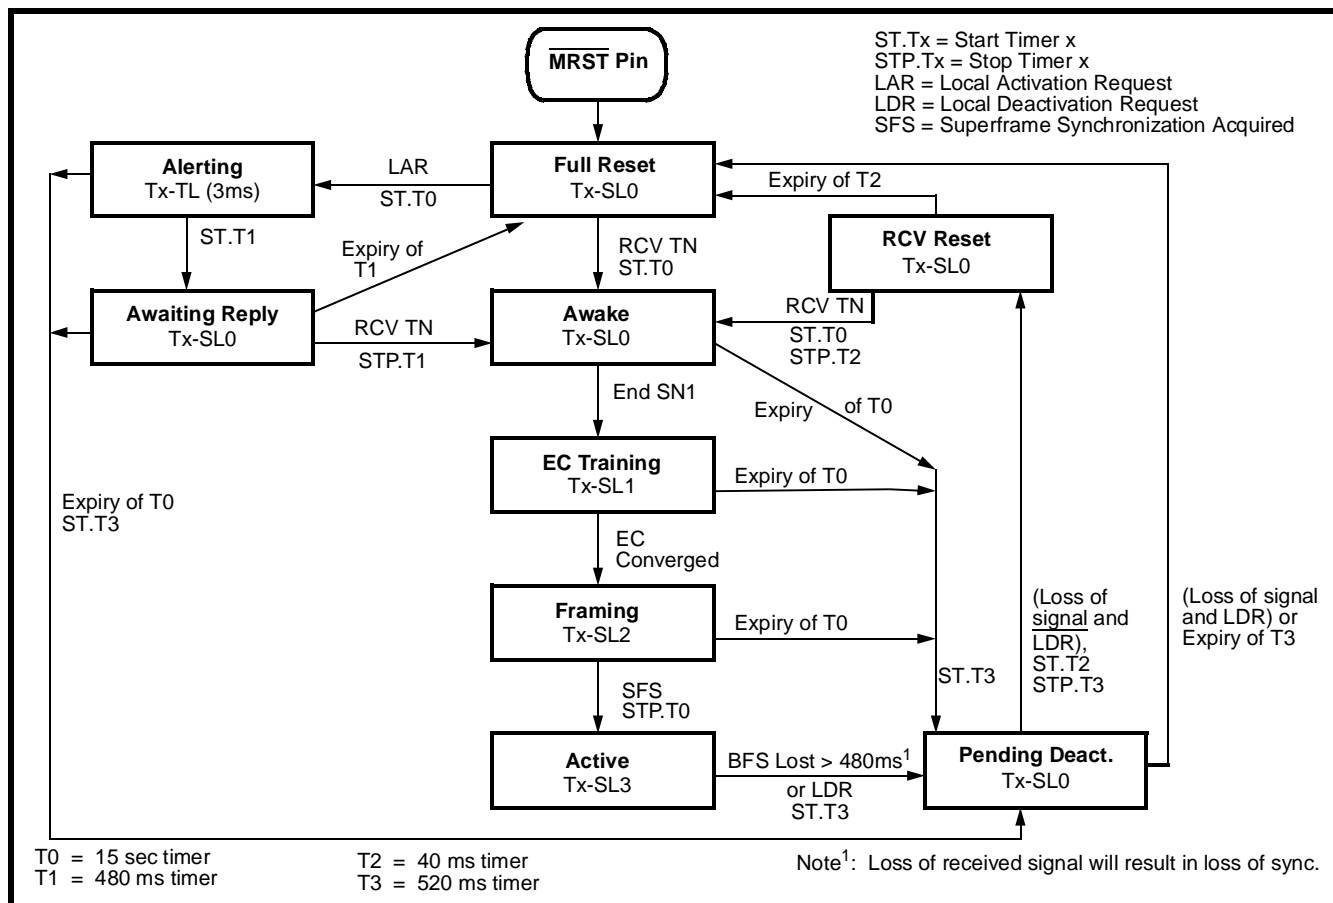 MRST Pin
ST.Tx = Start Timer x
STP.Tx = Stop Timer x
LAR = Local Activation Request
LDR = Local Deactivation Request
SFS = Superframe Synchronization Acquired
Alerting
Tx-TL (3ms)
LAR
ST.T0
Full Reset
Tx-SL0
Expiry of T2
RCV Reset
Tx-SL0
ST.T1
Expiry of
T1
RCV TN
ST.T0
Awaiting Reply
Tx-SL0
RCV TN
STP.T1
Awake
Tx-SL0
RCV TN
ST.T0
STP.T2
End SN1
Expiry of T0
EC Training
Tx-SL1
Expiry of T0
Expiry of T0
ST.T3
EC
Converged
Framing
Tx-SL2
Expiry of T0
(Loss of
signal and
LDR),
ST.T2
STP.T3
(Loss of signal
and LDR) or
Expiry of T3
ST.T3
SFS
STP.T0
Active
Tx-SL3
BFS Lost > 480ms1
or LDR
ST.T3
Pending Deact.
Tx-SL0
T0 = 15 sec timer
T1 = 480 ms timer
T2 = 40 ms timer
T3 = 520 ms timer
Note1: Loss of received signal will result in loss of sync.